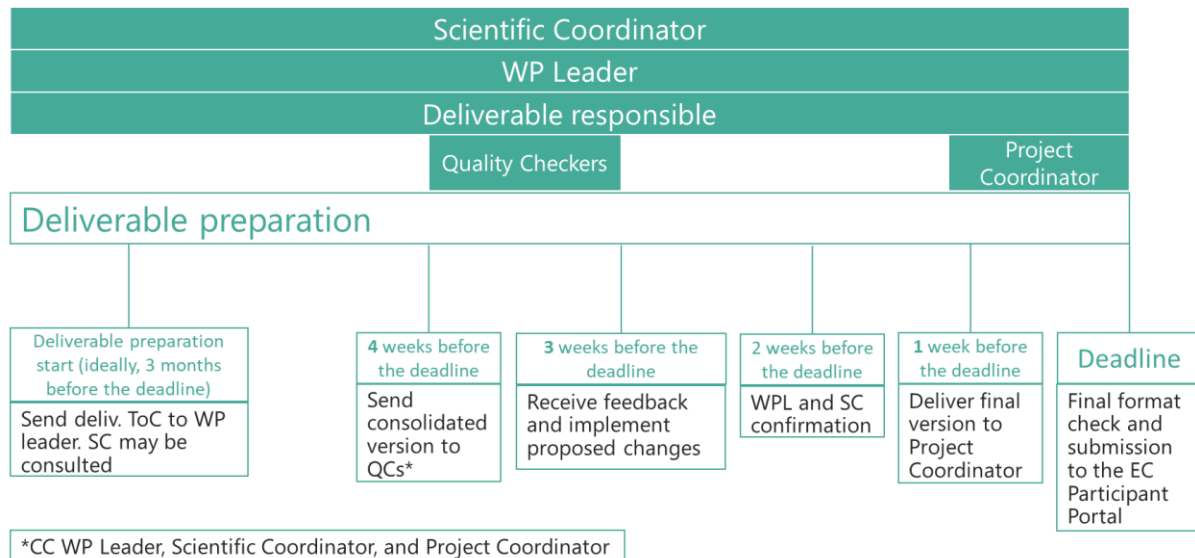 Scientific Coordinator
WP Leader
Deliverable responsible
Quality Checkers
Project
Coordinator
Deliverable preparation
Deliverable preparation
start (ideally, 3 months
before the deadline)
Send deliv. ToC to WP
leader. SC may be
consulted
4 weeks before
the deadline
Send
consolidated
version to
QCs*
3 weeks before the
deadline
Receive feedback
and implement
proposed changes
2 weeks before
the deadline
WPL and SC
confirmation
1 week before
the deadline
Deliver final
version to
Project
Coordinator
Deadline
Final format
check and
submission
to the EC
Participant
Portal
*CC WP Leader, Scientific Coordinator, and Project Coordinator